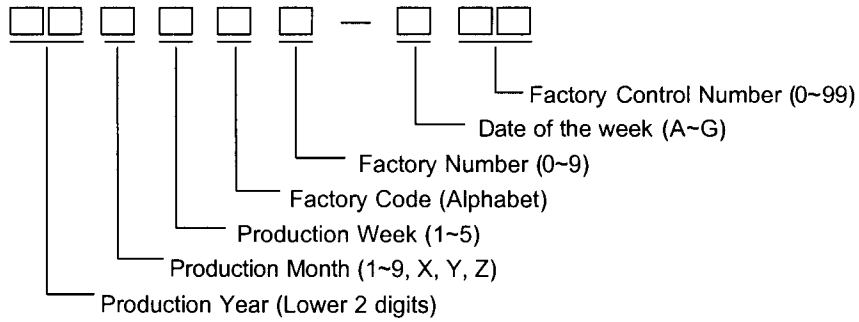 Factory Control Number (0~99)
Date of the week (A~G)
Factory Number (0~9)
Factory Code (Alphabet)
Production Week (1~5)
Production Month (1~9, X, Y, Z)
Production Year (Lower 2 digits)